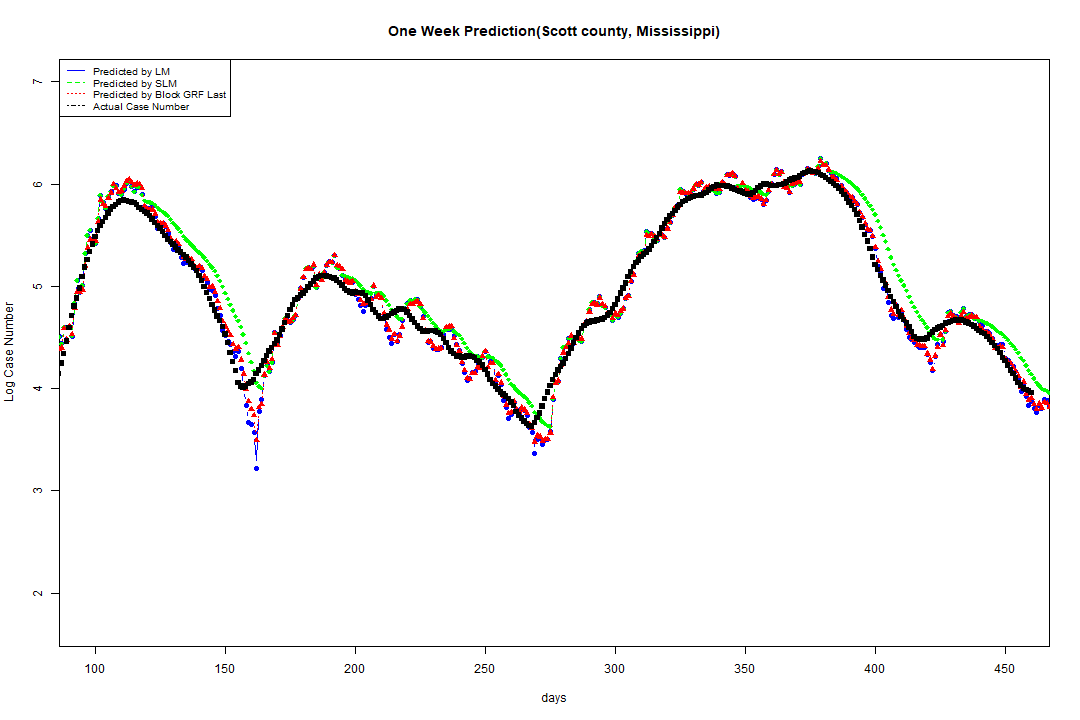 One Week Prediction(Scott county, Mississippi)
Predicted by LM
Predicted by SLM
Predicted by Block GRF Last
Actual Case Number
7
6
5
4
3
2
Log Case Number
100 150 200 250 300 350 400 450
days